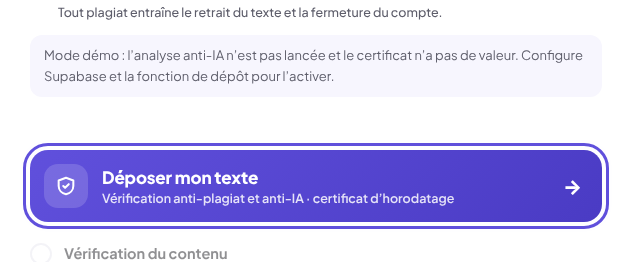 Tout plagiat entraîne le retrait du texte et la fermeture du compte.
Mode démo : l’analyse anti-IA n’est pas lancée et le certificat n’a pas de valeur. Configure
Supabase et la fonction de dépôt pour l’activer.
Déposer mon texte
Vérification anti-plagiat et anti-IA · certificat d’horodatage
Vérification du contenu